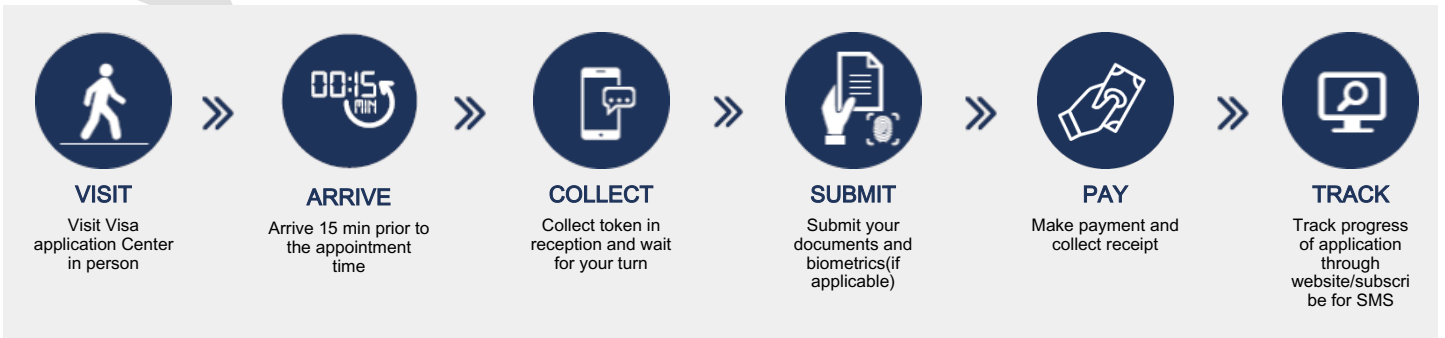 00:15
MIN
VISIT
Visit Visa
application Center
in person
ARRIVE
Arrive 15 min prior to
the appointment
time
COLLECT
Collect token in
reception and wait
for your turn
SUBMIT
Submit your
documents and
biometrics(if
applicable)
PAY
Make payment and
collect receipt
TRACK
Track progress
of application
through
website/subscri
be for SMS